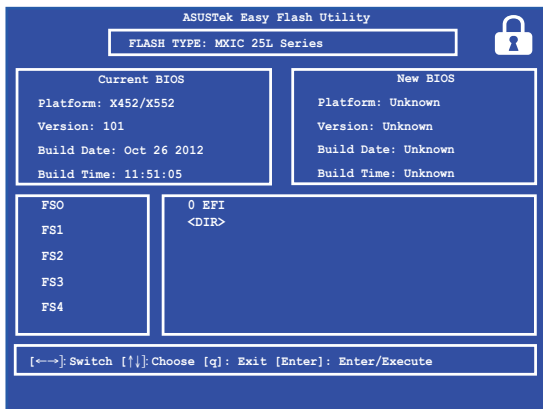 ASUSTek Easy Flash Utility
FLASH TYPE: MXIC 25L Series
Current BIOS
Platform: X452/X552
Version: 101
Build Date: Oct 26 2012
Build Time: 11:51:05
New BIOS
Platform: Unknown
Version: Unknown
Build Date: Unknown
Build Time: Unknown
FSO
FS1
FS2
FS3
FS4
0 EFI
<DIR>
[←→]: Switch [↑↓]: Choose [q]: Exit [Enter]: Enter/Execute